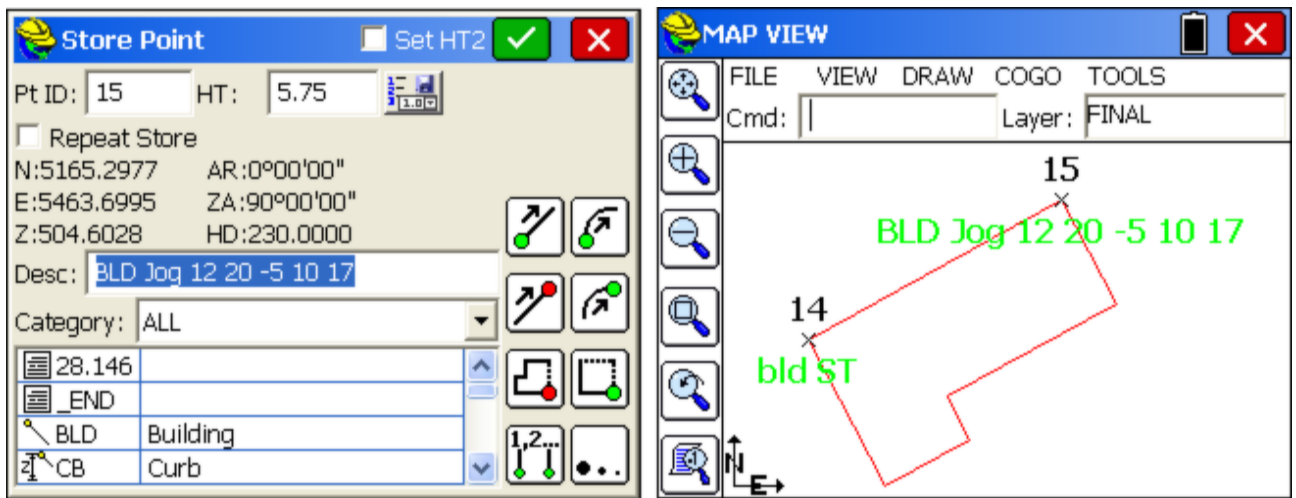 Store Point Set HT2
Pt ID: 15 HT: 5.75
1.0
Repeat Store
N:5165.2977 AR:0°00'00"
E:5463.6995 ZA:90°00'00"
Z:504.6028 HD:230.0000
Desc: BLD Jog 12 20 -5 10 17
Category: ALL
28.146
_END
BLD Building
CB Curb
1,2...
MAP VIEW
FILE VIEW DRAW COGO TOOLS
Cmd: Layer: FINAL
15
BLD Jog 12 20 -5 10 17
14
bld ST
N
E